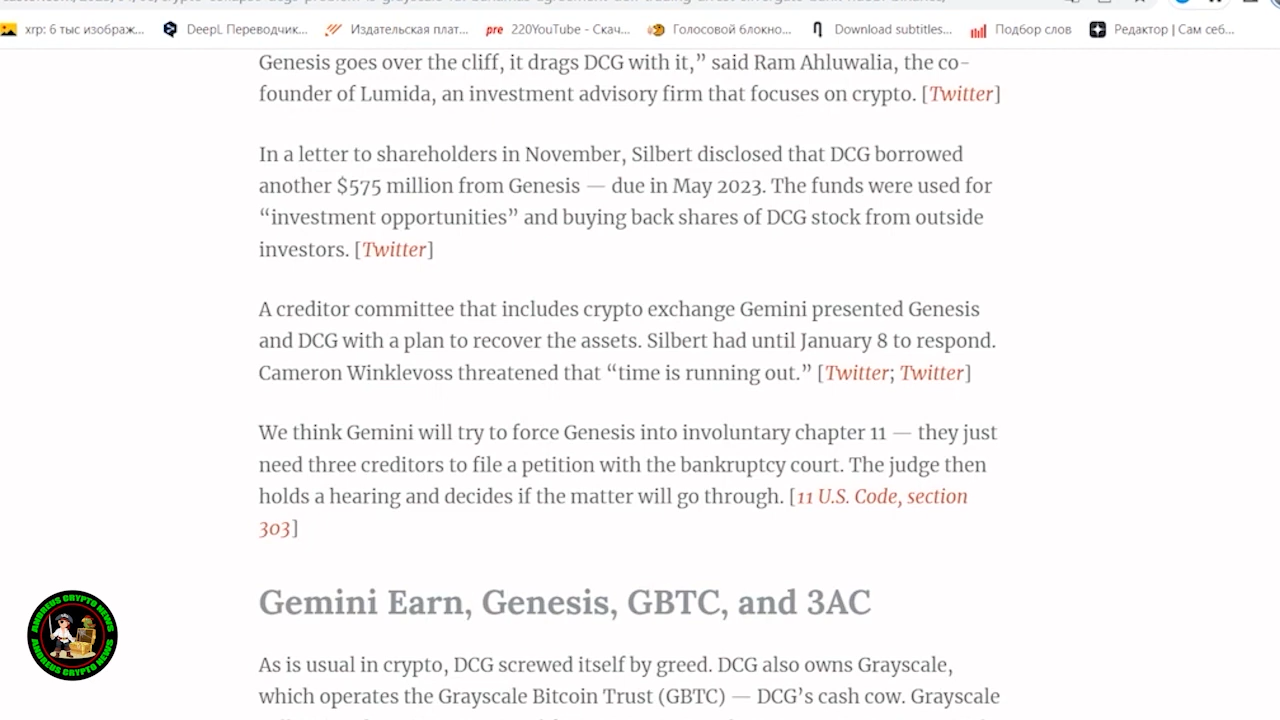 xrp: 6 тыс изображ...
DeepL Переводчик...
Издательская плат...
pre 220YouTube - Скач...
Голосовой блокно...
Download subtitles...
Подбор слов
Редактор | Сам себ...
Genesis goes over the cliff, it drags DCG with it,” said Ram Ahluwalia, the co-
founder of Lumida, an investment advisory firm that focuses on crypto. [Twitter]
In a letter to shareholders in November, Silbert disclosed that DCG borrowed
another $575 million from Genesis — due in May 2023. The funds were used for
“investment opportunities” and buying back shares of DCG stock from outside
investors. [Twitter]
A creditor committee that includes crypto exchange Gemini presented Genesis
and DCG with a plan to recover the assets. Silbert had until January 8 to respond.
Cameron Winklevoss threatened that “time is running out.” [Twitter; Twitter]
We think Gemini will try to force Genesis into involuntary chapter 11 — they just
need three creditors to file a petition with the bankruptcy court. The judge then
holds a hearing and decides if the matter will go through. [11 U.S. Code, section
303]
Gemini Earn, Genesis, GBTC, and 3AC
ANDREUS CRYPTO NEWS
ANDREUS CRYPTO NEWS
As is usual in crypto, DCG screwed itself by greed. DCG also owns Grayscale,
which operates the Grayscale Bitcoin Trust (GBTC) — DCG’s cash cow. Grayscale